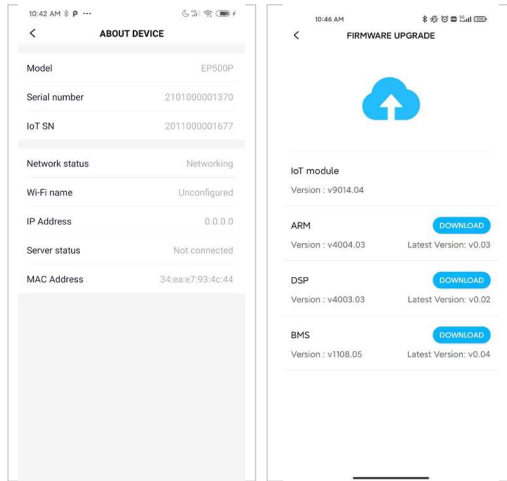 10:42 AM
ABOUT DEVICE
Model EP500P
Serial number 2101000001370
IoT SN 2011000001677
Network status Networking
Wi-Fi name Unconfigured
IP Address 0.0.0.0
Server status Not connected
MAC Address 34:ea:e7:93:4c:44
10:46 AM
FIRMWARE UPGRADE
IoT module
Version : v9014.04
ARM DOWNLOAD
Version : v4004.03 Latest Version: v0.03
DSP DOWNLOAD
Version : v4003.03 Latest Version: v0.02
BMS DOWNLOAD
Version : v1108.05 Latest Version: v0.04